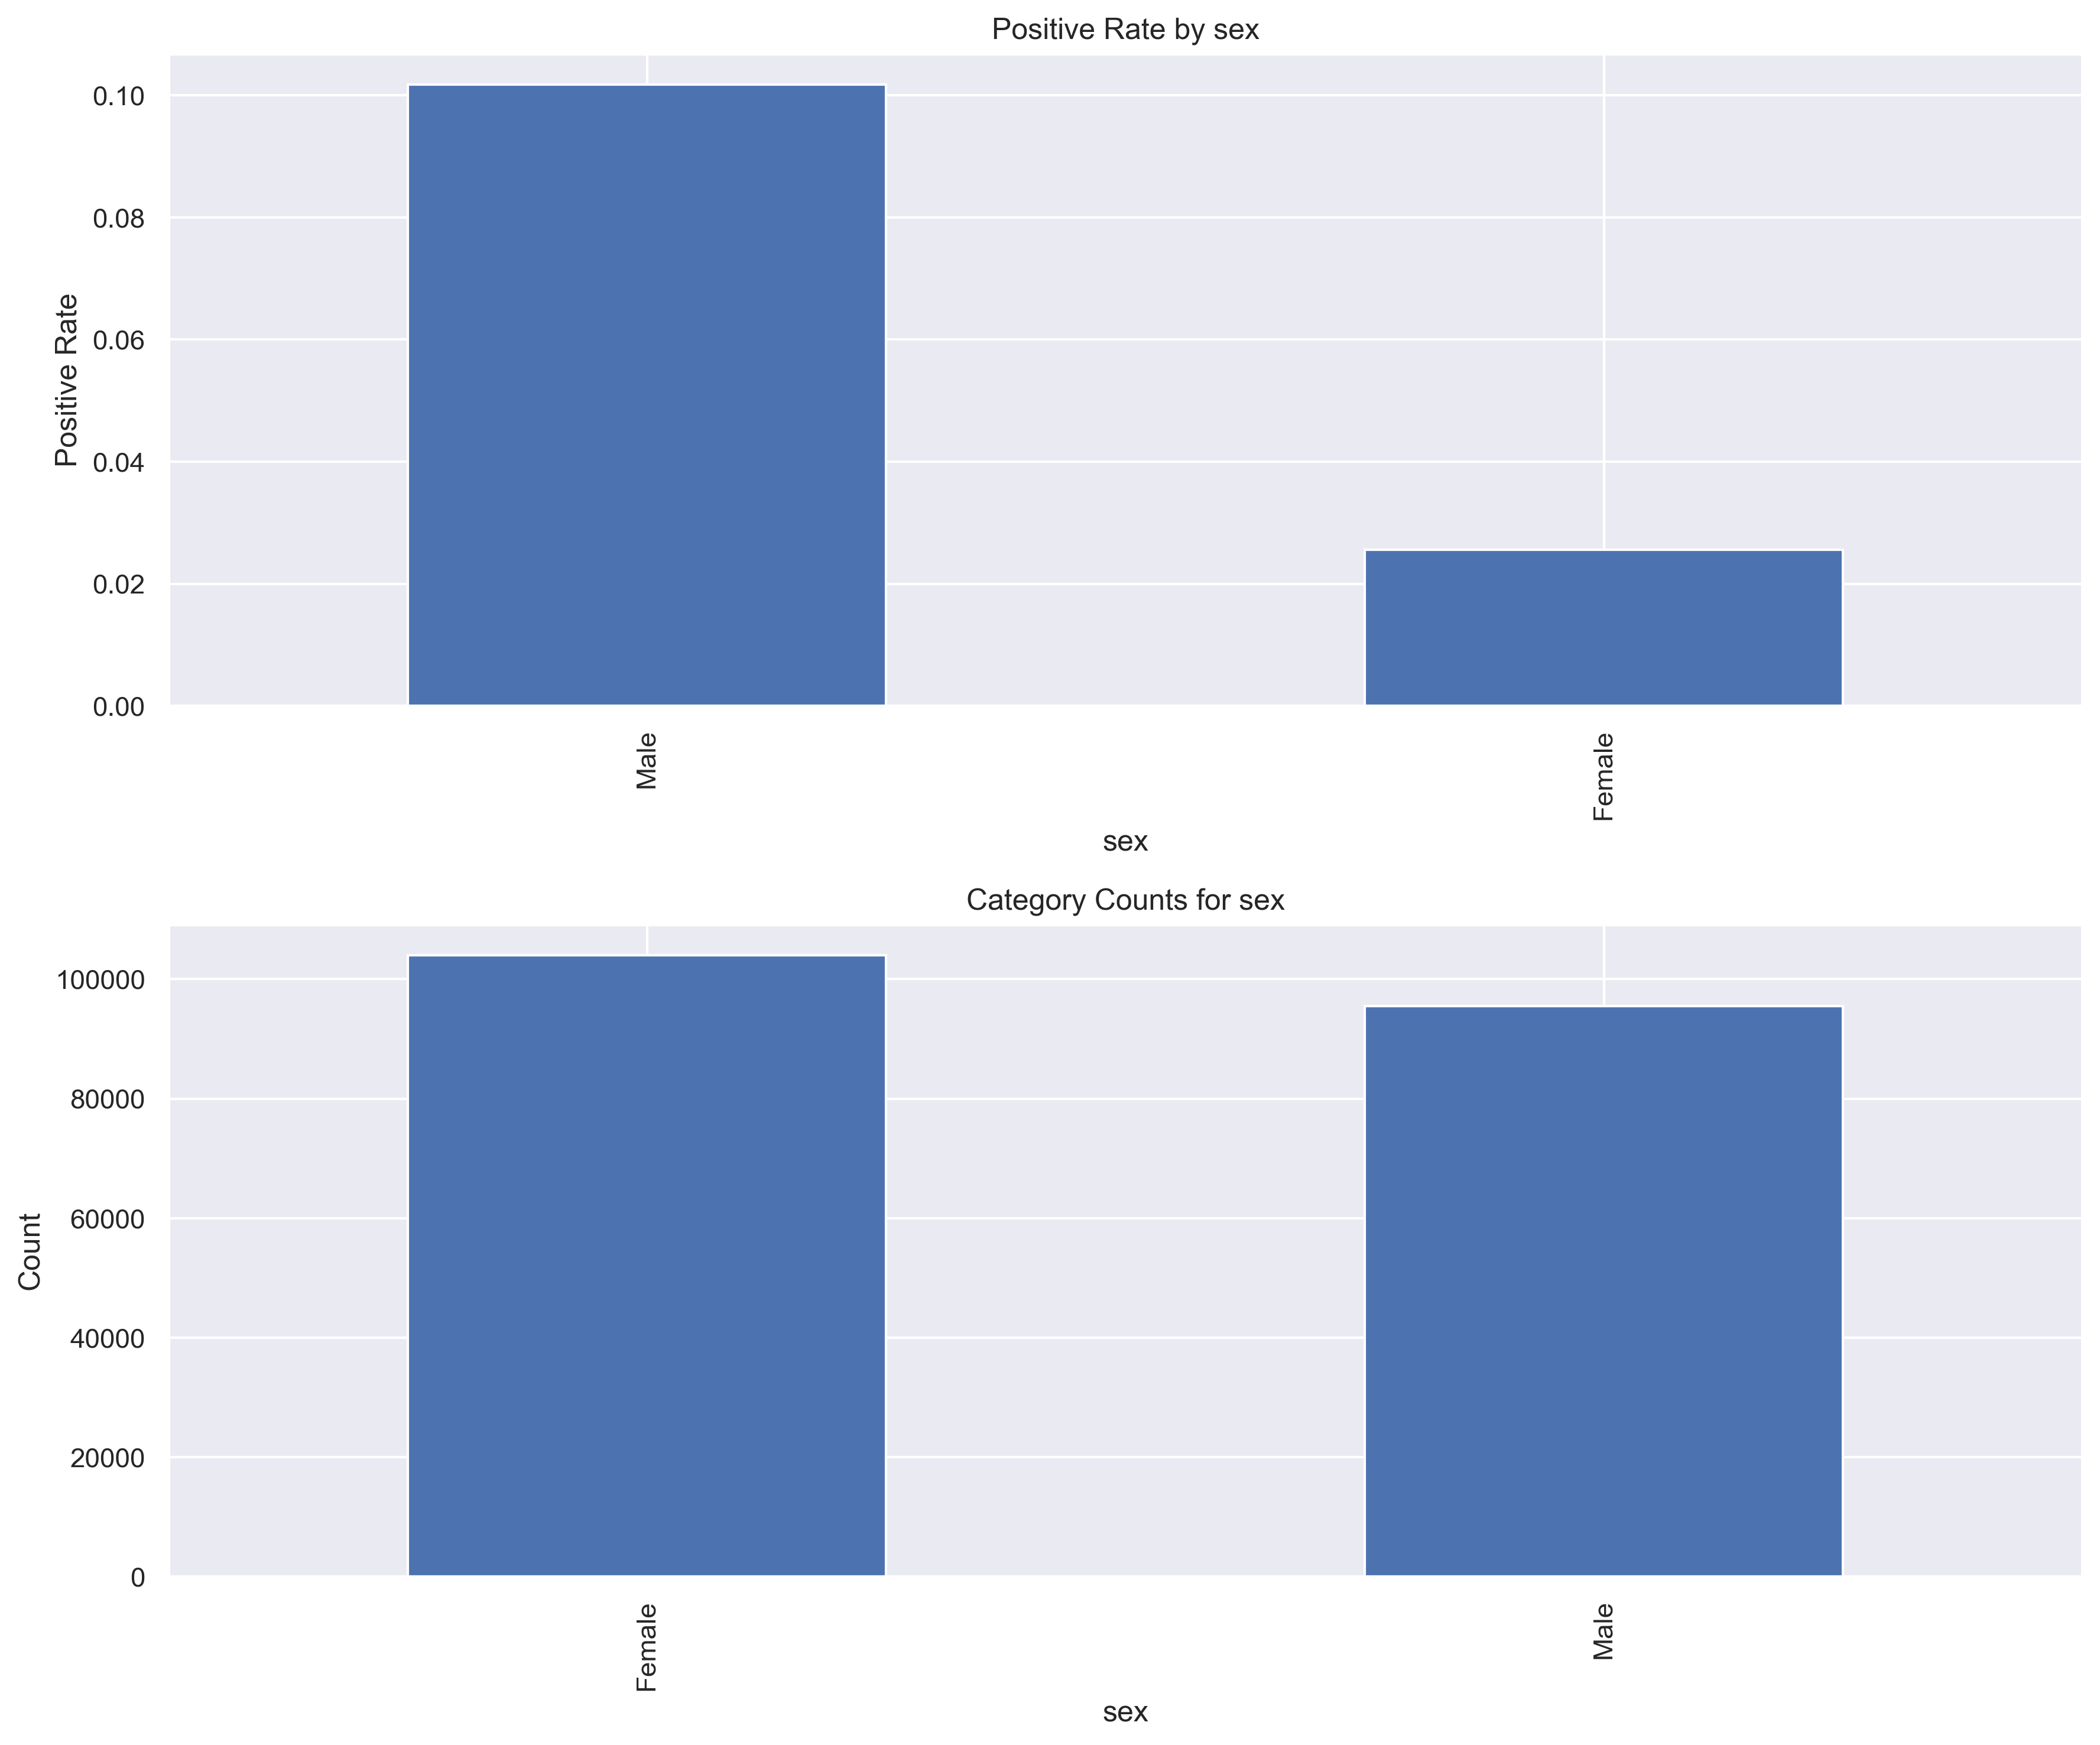 Positive Rate by sex
Positive Rate
0.10
0.08
0.06
0.04
0.02
0.00
Male
Female
sex
Category Counts for sex
Count
100000
80000
60000
40000
20000
0
Female
Male
sex